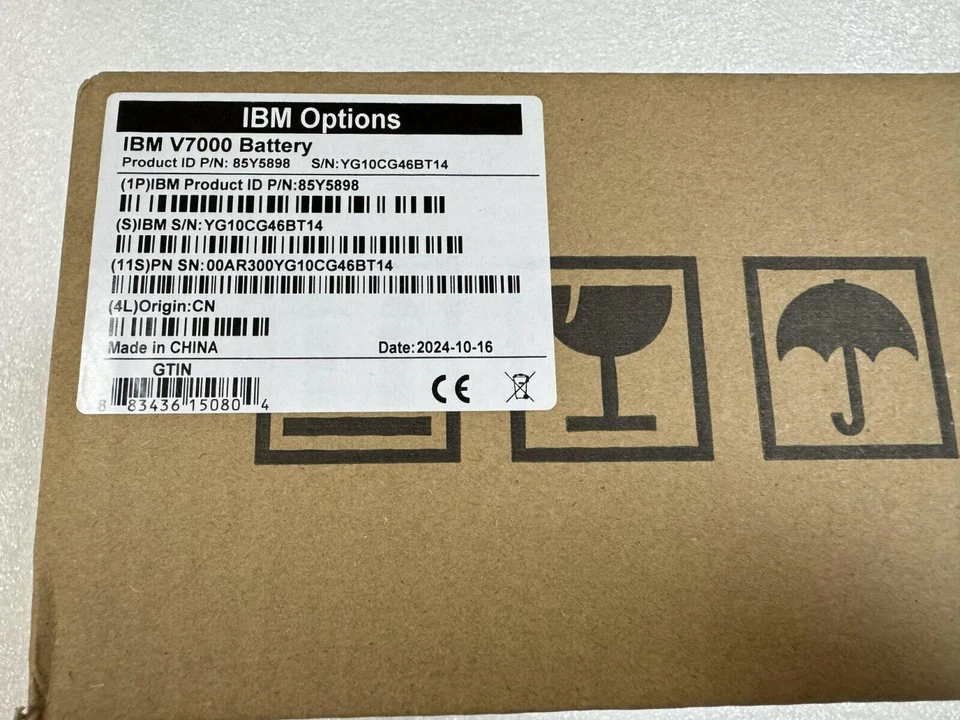 IBM Options
IBM V7000 Battery
Product ID P/N: 85Y5898 S/N:YG10CG46BT14
(1P)IBM Product ID P/N:85Y5898
(S)IBM S/N:YG10CG46BT14
(11S)PN SN:00AR300YG10CG46BT14
(4L)Origin:CN
Made in CHINA Date:2024-10-16
GTIN
8 83436 15080 4
CE